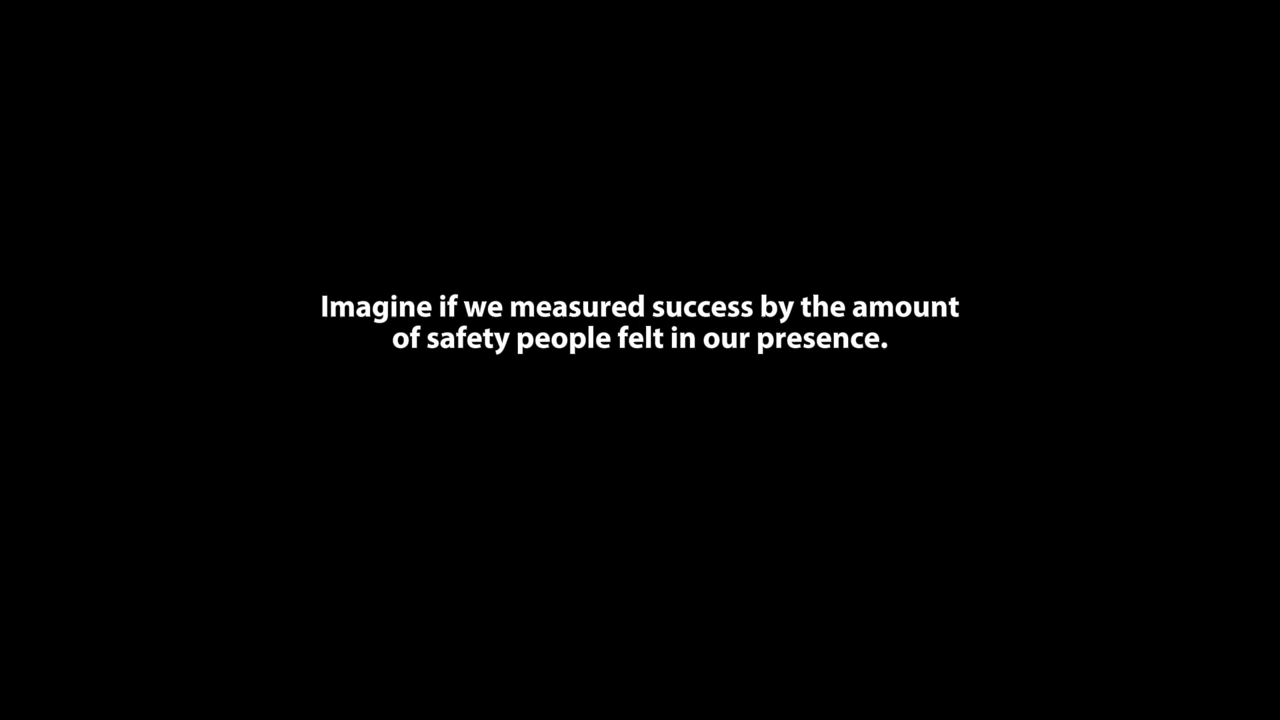 Imagine if we measured success by the amount
of safety people felt in our presence.